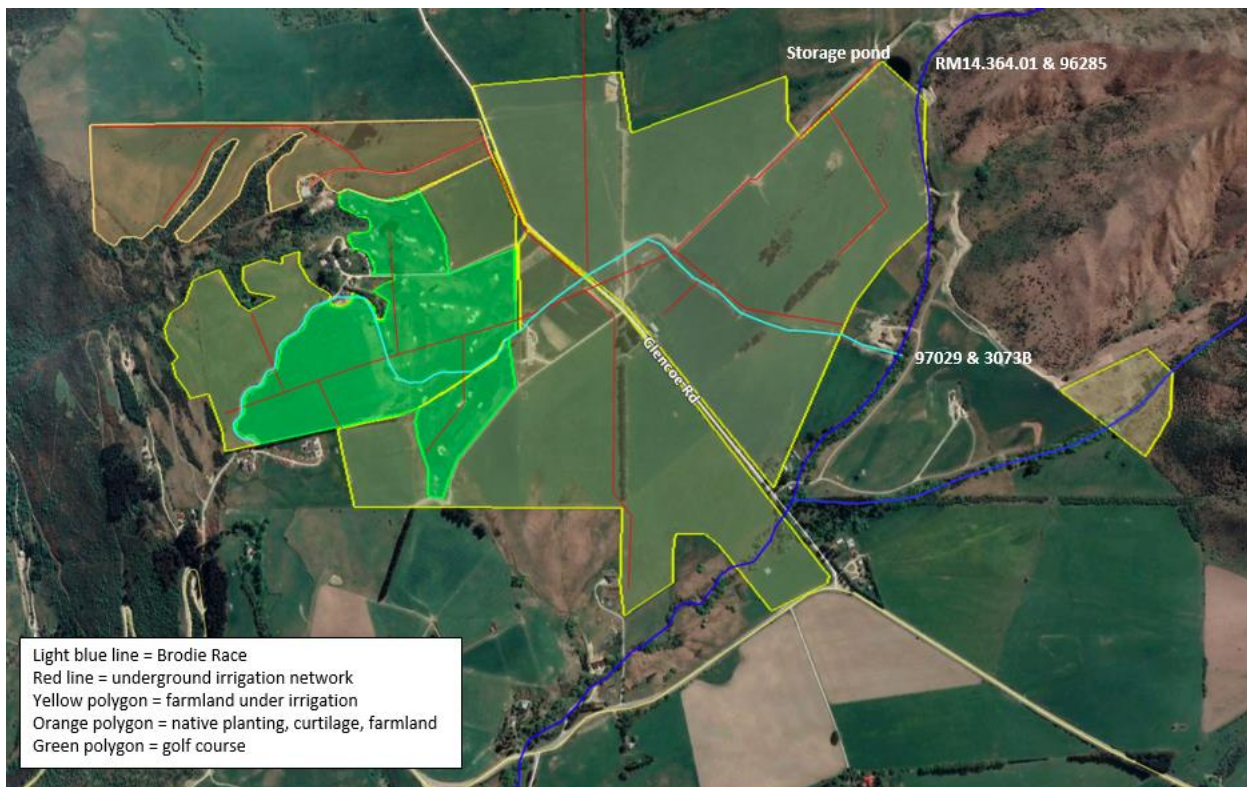 Storage pond
RM14.364.01 & 96285
Glencoe Rd
97029 & 3073B
Light blue line = Brodie Race
Red line = underground irrigation network
Yellow polygon = farmland under irrigation
Orange polygon = native planting, curtilage, farmland
Green polygon = golf course